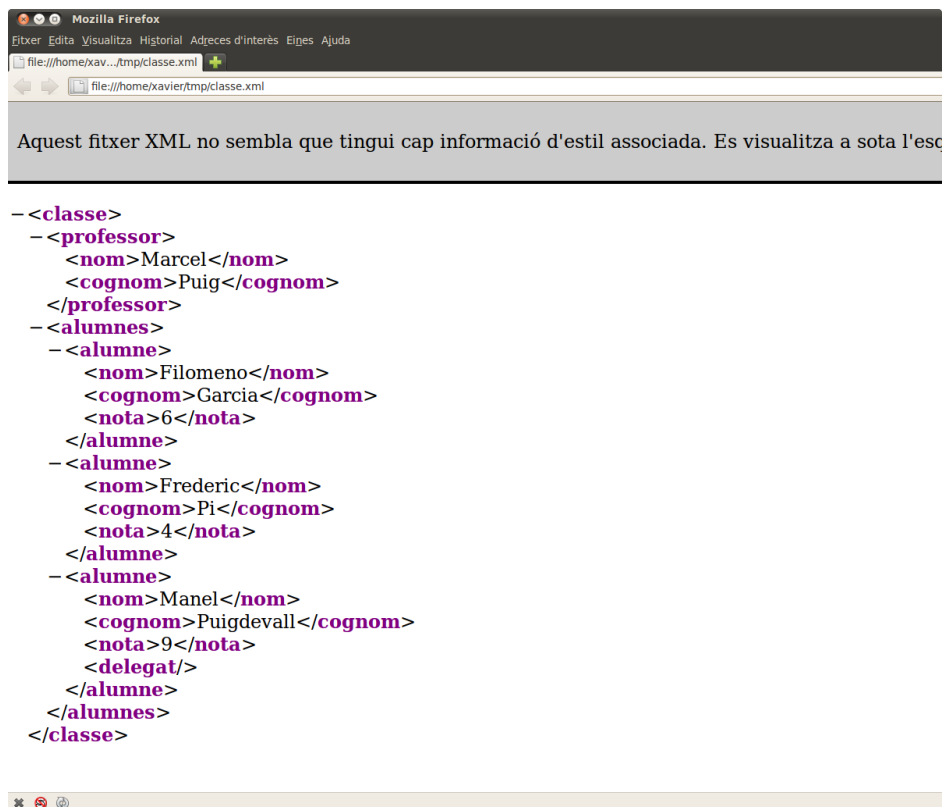 Mozilla Firefox
Fitxer Edita Visualitza Historial Adreces d'interès Eines Ajuda
file:///home/xav.../tmp/classe.xml
file:///home/xavier/tmp/classe.xml
Aquest fitxer XML no sembla que tingui cap informació d'estil associada. Es visualitza a sota l'esq
−<classe>
−<professor>
<nom>Marcel</nom>
<cognom>Puig</cognom>
</professor>
−<alumnes>
−<alumne>
<nom>Filomeno</nom>
<cognom>Garcia</cognom>
<nota>6</nota>
</alumne>
−<alumne>
<nom>Frederic</nom>
<cognom>Pi</cognom>
<nota>4</nota>
</alumne>
−<alumne>
<nom>Manel</nom>
<cognom>Puigdevall</cognom>
<nota>9</nota>
<delegat/>
</alumne>
</alumnes>
</classe>